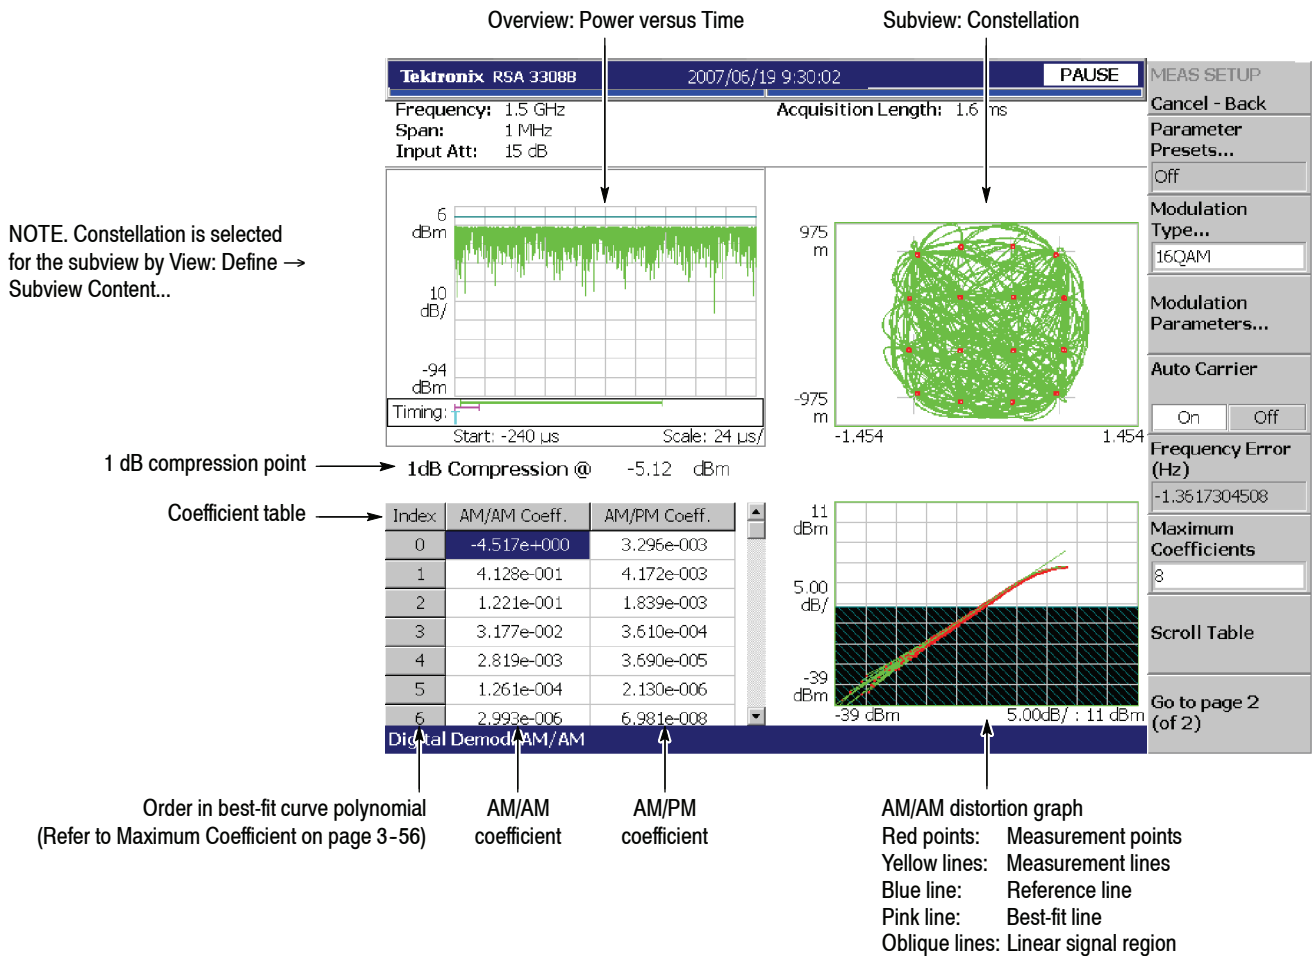 Overview: Power versus Time
Subview: Constellation
Tektronix RSA 3308B
2007/06/19 9:30:02
PAUSE
Frequency: 1.5 GHz
Acquisition Length: 1.6 ms
Span: 1 MHz
Input Att: 15 dB
MEAS SETUP
Cancel - Back
Parameter
Presets...
Off
Modulation
Type...
16QAM
Modulation
Parameters...
Auto Carrier
On Off
Frequency Error
(Hz)
-1.3617304508
Maximum
Coefficients
8
Scroll Table
Go to page 2
(of 2)
NOTE. Constellation is selected
for the subview by View: Define →
Subview Content...
6
dBm
10
dB/
-94
dBm
Timing:
Start: -240 µs
Scale: 24 µs/
975
m
-975
m
-1.454
1.454
1 dB compression point
1dB Compression @ -5.12 dBm
Coefficient table
Index AM/AM Coeff. AM/PM Coeff.
0 -4.517e+000 3.296e-003
1 4.128e-001 4.172e-003
2 1.221e-001 1.839e-003
3 3.177e-002 3.610e-004
4 2.819e-003 3.690e-005
5 1.261e-004 2.130e-006
6 2.993e-006 6.981e-008
11
dBm
5.00
dB/
-39
dBm
-39 dBm
5.00dB/ : 11 dBm
Digital Demod: AM/AM
Order in best-fit curve polynomial
(Refer to Maximum Coefficient on page 3-56)
AM/AM
coefficient
AM/PM
coefficient
AM/AM distortion graph
Red points: Measurement points
Yellow lines: Measurement lines
Blue line: Reference line
Pink line: Best-fit line
Oblique lines: Linear signal region